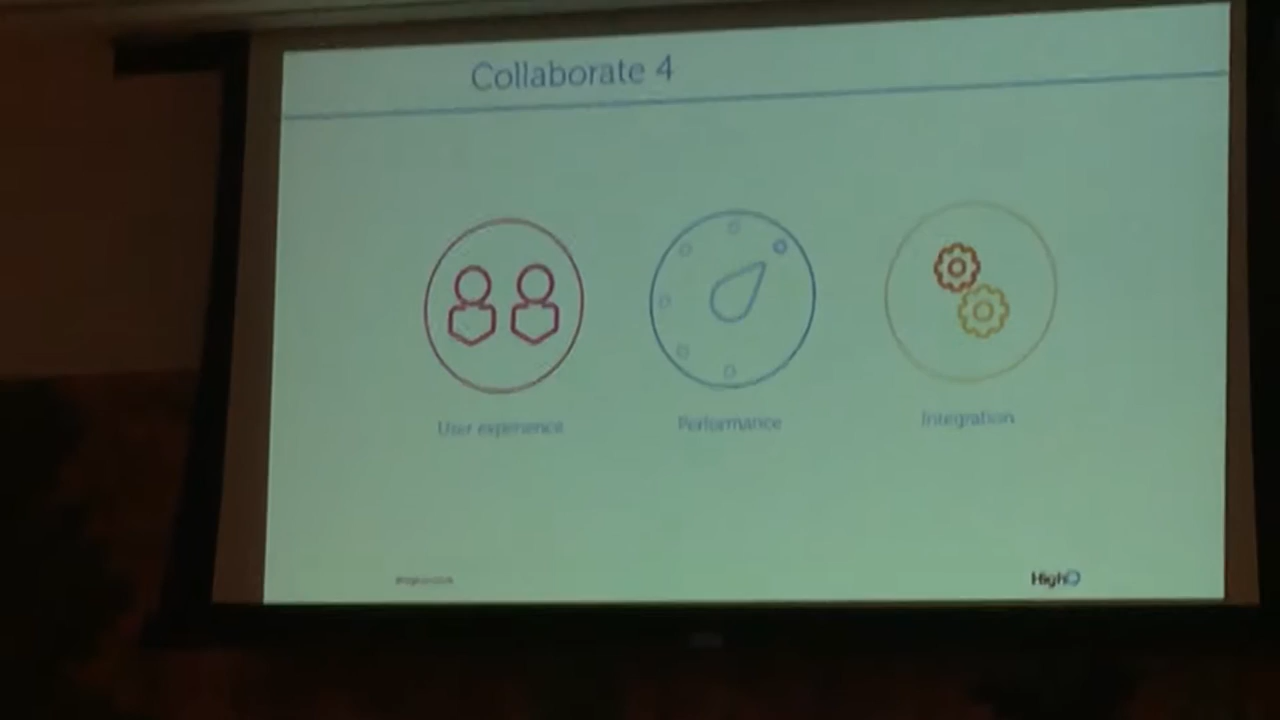 Collaborate 4
User experience
Performance
Integration
HighQ